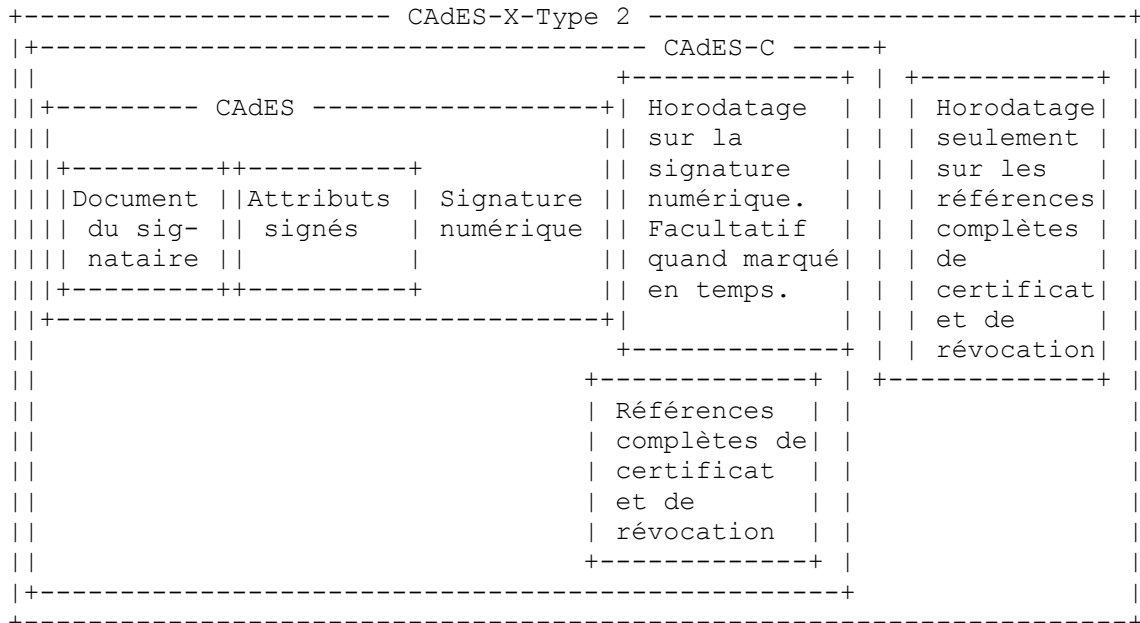 +----------------------- CAdES-X-Type 2 ------------------------------+
|+-------------------------------------- CAdES-C -----+               |
||                                      +-------------+ | +-----------+ |
||+--------- CAdES ------------------+| Horodatage   | | | Horodatage| |
|||                                  || sur la       | | | seulement | |
|||+---------++----------+           || signature    | | | sur les   | |
||||Document ||Attributs | Signature || numérique.   | | | références| |
|||| du sig- || signés   | numérique || Facultatif   | | | complètes | |
|||| nataire ||          |           || quand marqué| | | de        | |
|||+---------++----------+           || en temps.    | | | certificat| |
||+----------------------------------+|              | | | et de     | |
||                                      +-------------+ | | révocation| |
||                                    +-------------+ | +-------------+ |
||                                    | Références  | |                 |
||                                    | complètes de| |                 |
||                                    | certificat  | |                 |
||                                    | et de       | |                 |
||                                    | révocation  | |                 |
||                                    +-------------+ |                 |
|+--------------------------------------------------+                 |
+---------------------------------------------------------------------+